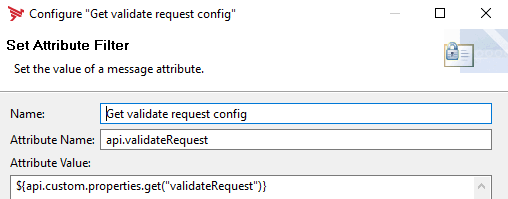 Configure "Get validate request config"
Set Attribute Filter
Set the value of a message attribute.
Name: Get validate request config
Attribute Name: api.validateRequest
Attribute Value:
${api.custom.properties.get("validateRequest")}